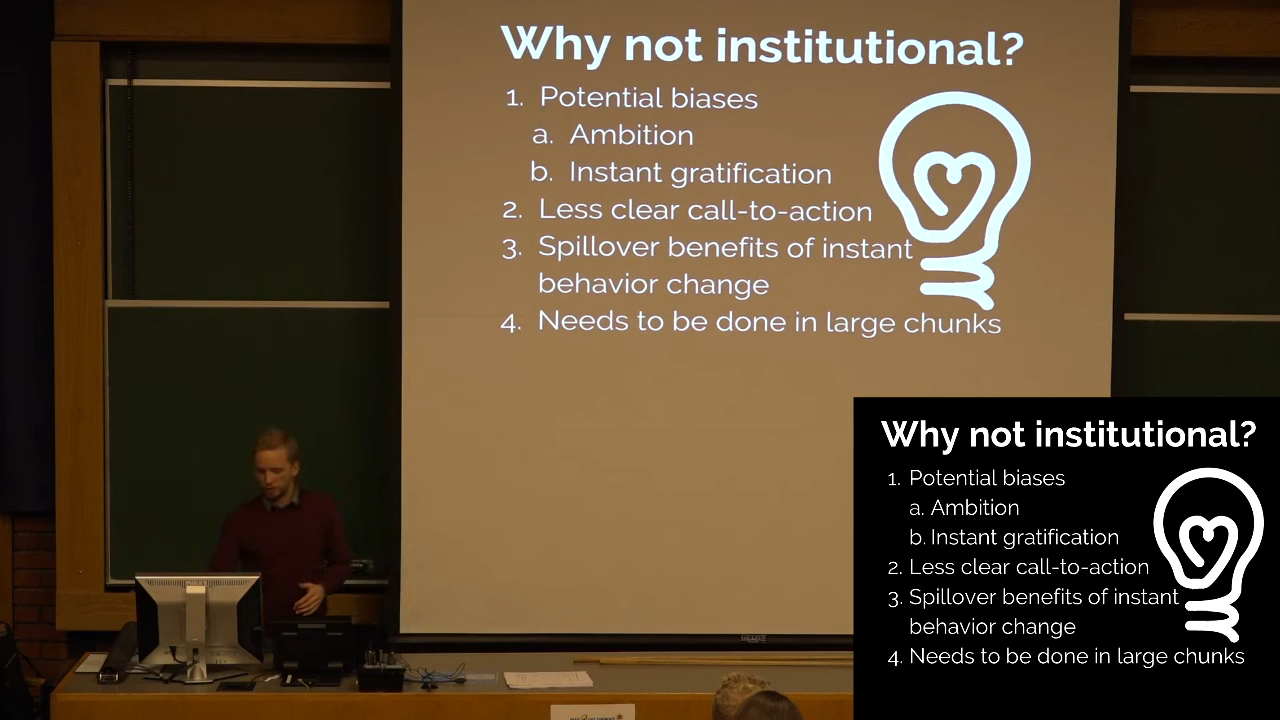 Why not institutional?
1. Potential biases
a. Ambition
b. Instant gratification
2. Less clear call-to-action
3. Spillover benefits of instant
behavior change
4. Needs to be done in large chunks
Why not institutional?
1. Potential biases
a. Ambition
b. Instant gratification
2. Less clear call-to-action
3. Spillover benefits of instant
behavior change
4. Needs to be done in large chunks